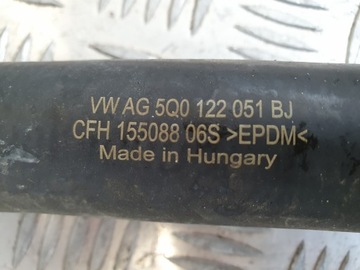 VW AG 5Q0 122 051 BJ
CFH 155088 06S >EPDM<
Made in Hungary